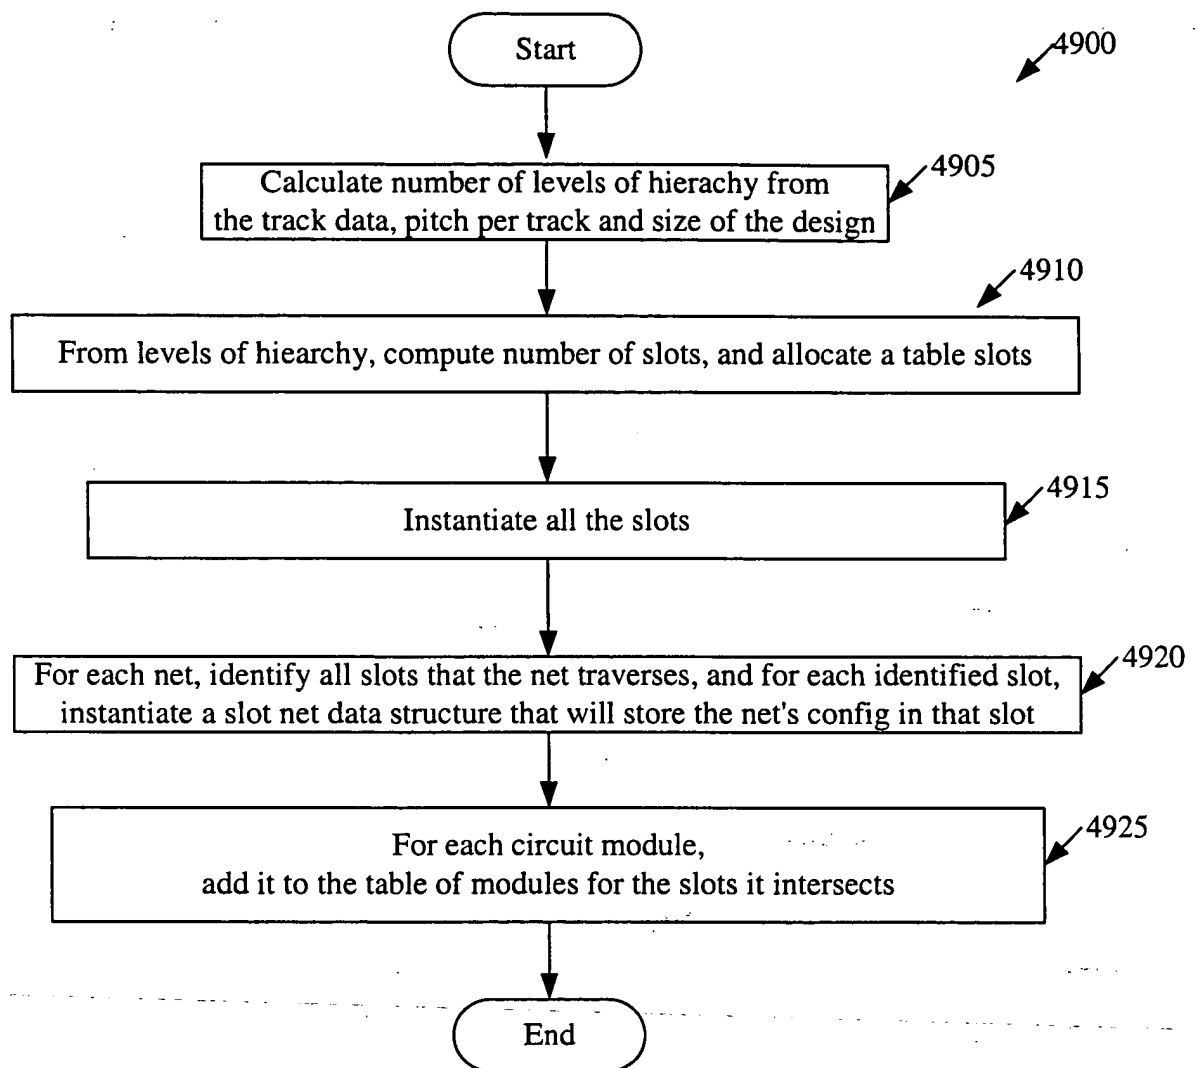 Start
4900
4905
Calculate number of levels of hierachy from
the track data, pitch per track and size of the design
4910
From levels of hiearchy, compute number of slots, and allocate a table slots
4915
Instantiate all the slots
4920
For each net, identify all slots that the net traverses, and for each identified slot,
instantiate a slot net data structure that will store the net's config in that slot
4925
For each circuit module,
add it to the table of modules for the slots it intersects
End